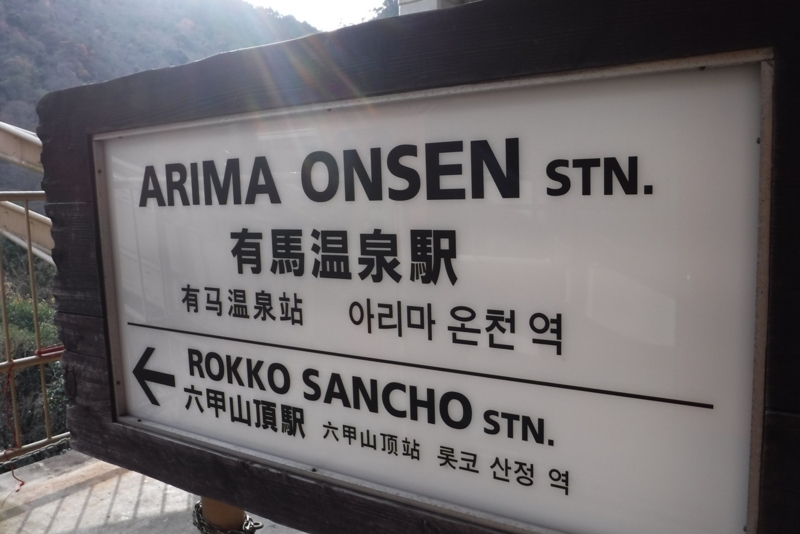 ARIMA ONSEN STN.
有馬温泉駅
有马温泉站 아리마 온천 역
ROKKO SANCHO STN.
六甲山頂駅 六甲山顶站 롯코 산정 역